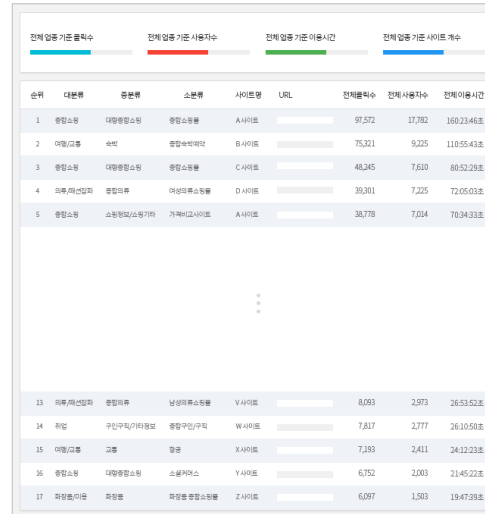 전체 업종 기준 클릭수 전체 업종 기준 사용자수 전체 업종 기준 이용시간 전체 업종 기준 사이트 개수
순위 대분류 중분류 소분류 사이트명 URL 전체클릭수 전체사용자수 전체이용시간
1 종합쇼핑 대형종합쇼핑 종합쇼핑몰 A 사이트 97,572 17,782 160:23:46초
2 여행/교통 숙박 종합숙박예약 B 사이트 75,321 9,225 110:55:43초
3 종합쇼핑 대형종합쇼핑 종합쇼핑몰 C 사이트 48,245 7,610 80:52:29초
4 의류/패션잡화 종합의류 여성의류쇼핑몰 D 사이트 39,301 7,225 72:05:03초
5 종합쇼핑 쇼핑정보/쇼핑기타 가격비교사이트 A 사이트 38,778 7,014 70:34:33초
13 의류/패션잡화 종합의류 남성의류쇼핑몰 V 사이트 8,093 2,973 26:53:52초
14 취업 구인구직/기타정보 종합구인/구직 W 사이트 7,817 2,777 26:10:50초
15 여행/교통 교통 항공 X 사이트 7,193 2,411 24:12:23초
16 종합쇼핑 대형종합쇼핑 소셜커머스 Y 사이트 6,752 2,003 21:45:22초
17 화장품/미용 화장품 화장품 종합쇼핑몰 Z 사이트 6,097 1,503 19:47:39초